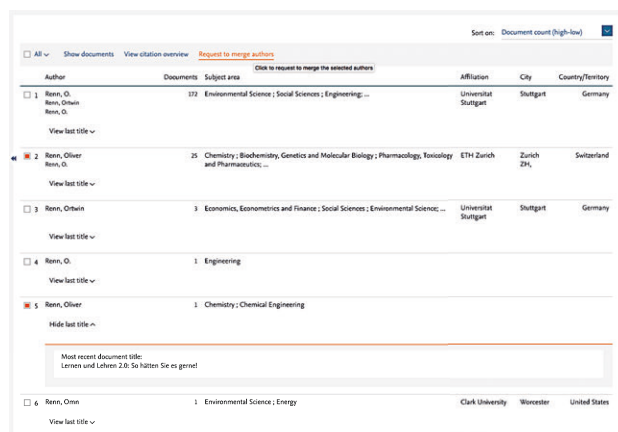 Sort on: Document count (high-low)
All Show documents View citation overview Request to merge authors
Click to request to merge the selected authors
Author Documents Subject area Affiliation City Country/Territory
1 Renn, O. 172 Environmental Science ; Social Sciences ; Engineering; ... Universitat Stuttgart Germany
Renn, Ortwin Stuttgart
Renn, O.
View last title
2 Renn, Oliver 25 Chemistry ; Biochemistry, Genetics and Molecular Biology ; Pharmacology, Toxicology ETH Zurich Zurich Switzerland
Renn, O. and Pharmaceutics; ... ZH,
View last title
3 Renn, Ortwin 3 Economics, Econometrics and Finance ; Social Sciences ; Environmental Science; ... Universitat Stuttgart Germany
Stuttgart
View last title
4 Renn, O. 1 Engineering
View last title
5 Renn, Oliver 1 Chemistry ; Chemical Engineering
Hide last title
Most recent document title:
Lernen und Lehren 2.0: So hätten Sie es gerne!
6 Renn, Omn 1 Environmental Science ; Energy Clark University Worcester United States
View last title